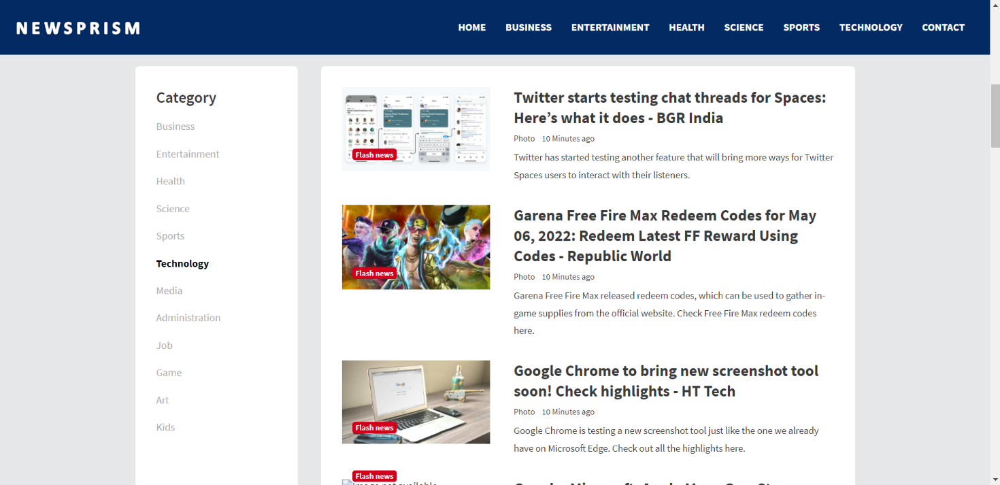 NEWSPRISM
HOME BUSINESS ENTERTAINMENT HEALTH SCIENCE SPORTS TECHNOLOGY CONTACT
Category
Business
Entertainment
Health
Science
Sports
Technology
Media
Administration
Job
Game
Art
Kids
Flash news
Twitter starts testing chat threads for Spaces:
Here’s what it does - BGR India
Photo 10 Minutes ago
Twitter has started testing another feature that will bring more ways for Twitter
Spaces users to interact with their listeners.
Flash news
Garena Free Fire Max Redeem Codes for May
06, 2022: Redeem Latest FF Reward Using
Codes - Republic World
Photo 10 Minutes ago
Garena Free Fire Max released redeem codes, which can be used to gather in-
game supplies from the official website. Check Free Fire Max redeem codes
here.
Google
Flash news
Google Chrome to bring new screenshot tool
soon! Check highlights - HT Tech
Photo 10 Minutes ago
Google Chrome is testing a new screenshot tool just like the one we already
have on Microsoft Edge. Check out all the highlights here.
Flash news